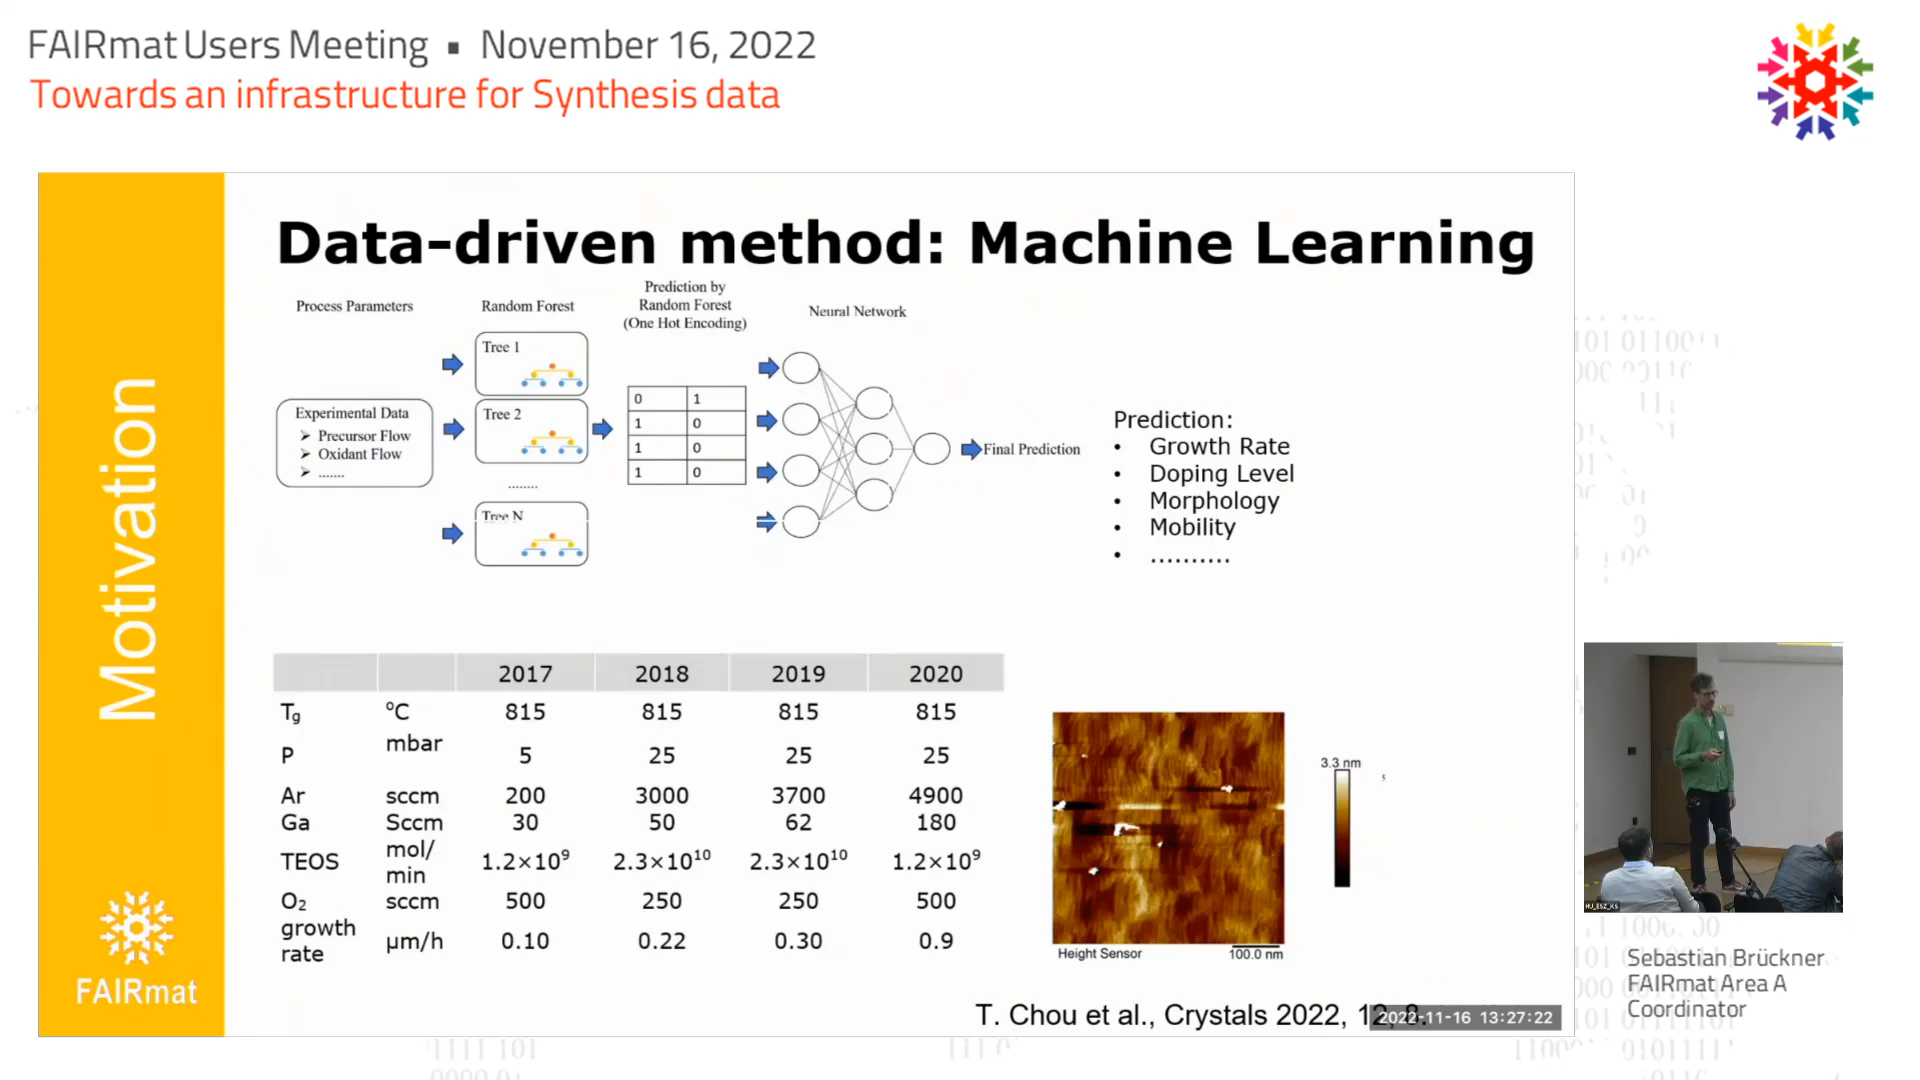 FAIRmat Users Meeting ▪ November 16, 2022
Towards an infrastructure for Synthesis data
Motivation
FAIRmat
Data-driven method: Machine Learning
Process Parameters
Random Forest
Prediction by
Random Forest
(One Hot Encoding)
Neural Network
Experimental Data
➢ Precursor Flow
➢ Oxidant Flow
➢ .......
Tree 1
Tree 2
........
Tree N
0 1
1 0
1 0
1 0
Final Prediction
Prediction:
• Growth Rate
• Doping Level
• Morphology
• Mobility
• ..........
2017 2018 2019 2020
Tg °C 815 815 815 815
P mbar 5 25 25 25
Ar sccm 200 3000 3700 4900
Ga Sccm 30 50 62 180
TEOS mol/min 1.2×10⁹ 2.3×10¹⁰ 2.3×10¹⁰ 1.2×10⁹
O₂ sccm 500 250 250 500
growth rate µm/h 0.10 0.22 0.30 0.9
3.3 nm
Height Sensor
100.0 nm
T. Chou et al., Crystals 2022, 12, 8.
2022-11-16 13:27:22
HU_ESZ_KS
Sebastian Brückner
FAIRmat Area A
Coordinator